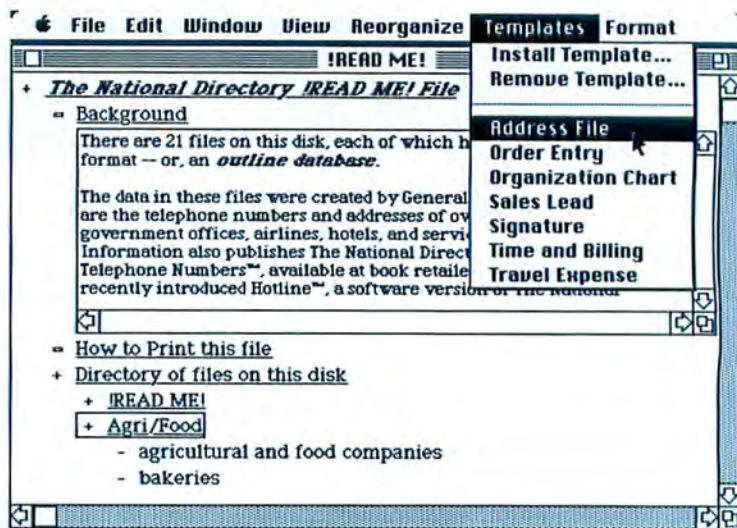 File Edit Window View Reorganize Templates Format
!READ ME!
Install Template...
Remove Template...
Address File
Order Entry
Organization Chart
Sales Lead
Signature
Time and Billing
Travel Expense
+ The National Directory !READ ME! File
Background
There are 21 files on this disk, each of which h
format -- or, an outline database.
The data in these files were created by General
are the telephone numbers and addresses of ov
government offices, airlines, hotels, and servi
Information also publishes The National Direct
Telephone Numbers™, available at book retaile
recently introduced Hotline™, a software version of The National
How to Print this file
+ Directory of files on this disk
+ !READ ME!
+ Agri/Food
- agricultural and food companies
- bakeries